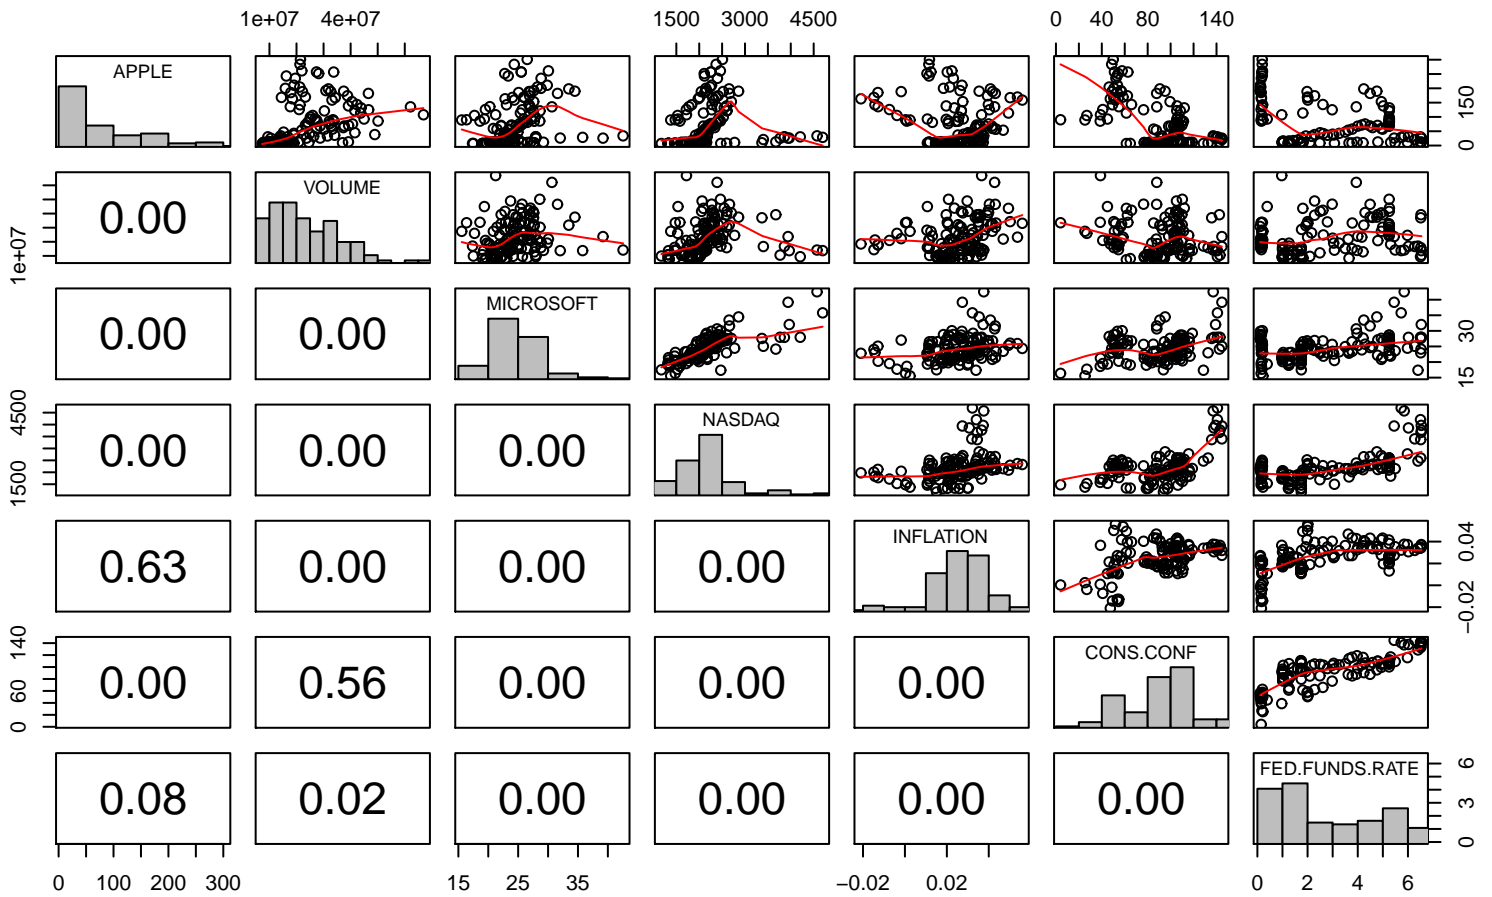 1e+07 4e+07 1500 3000 4500 0 40 80 140
APPLE
0 150
0.00 VOLUME
1e+07
0.00 0.00 MICROSOFT
15 30
0.00 0.00 0.00 NASDAQ
1500 4500
0.63 0.00 0.00 0.00 INFLATION
−0.02 0.04
0.00 0.56 0.00 0.00 0.00 CONS.CONF
0 60 140
0.08 0.02 0.00 0.00 0.00 0.00 FED.FUNDS.RATE
0 3 6
0 100 200 300 15 25 35 −0.02 0.02 0 2 4 6